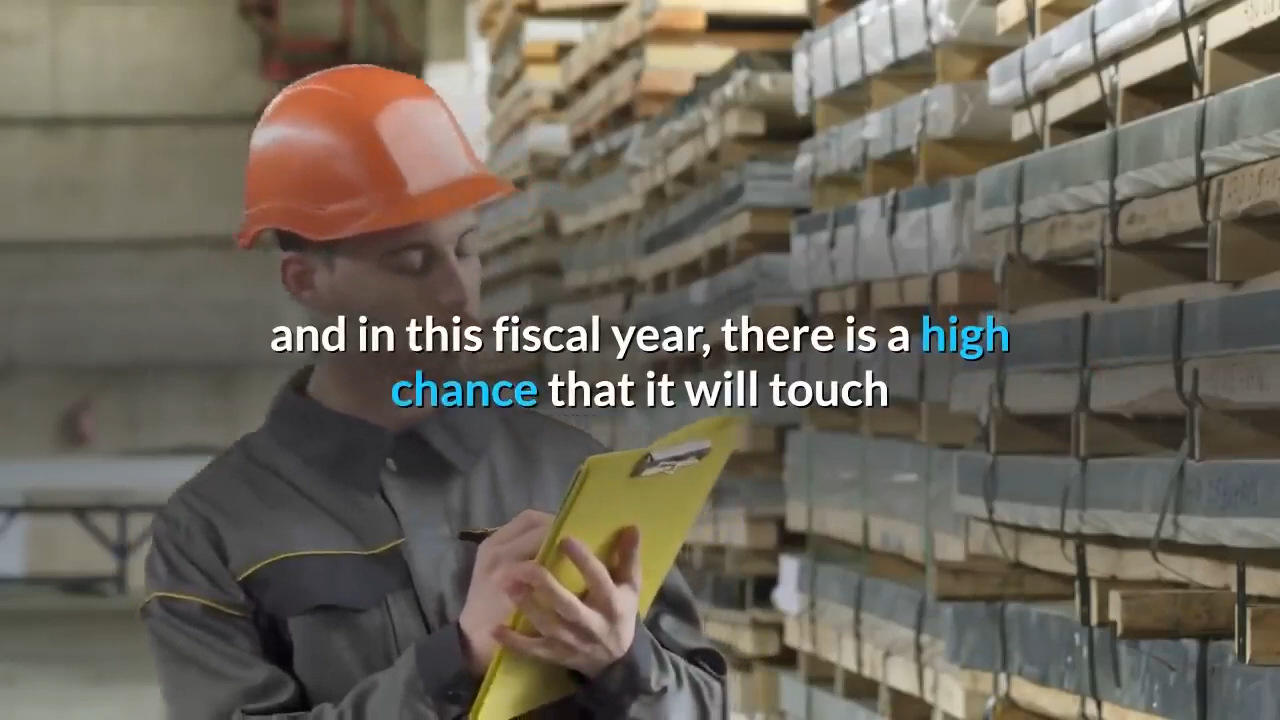 and in this fiscal year, there is a high
chance that it will touch